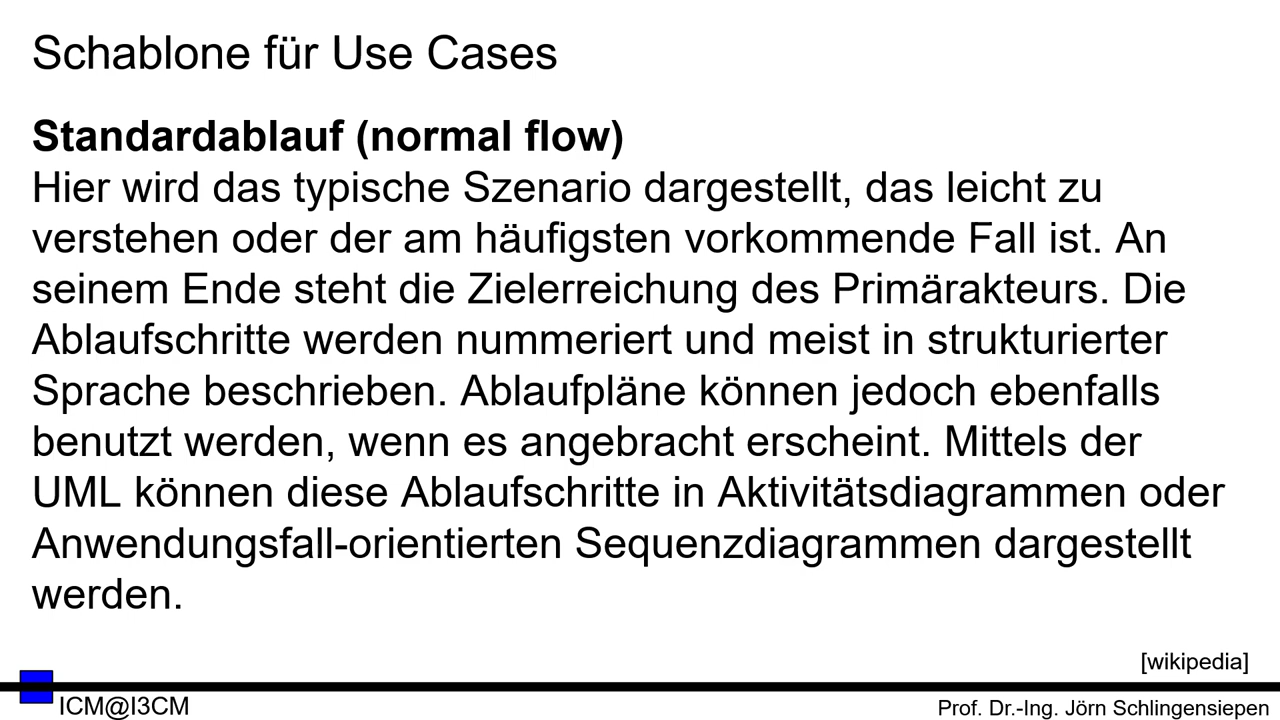 Schablone für Use Cases
Standardablauf (normal flow)
Hier wird das typische Szenario dargestellt, das leicht zu
verstehen oder der am häufigsten vorkommende Fall ist. An
seinem Ende steht die Zielerreichung des Primärakteurs. Die
Ablaufschritte werden nummeriert und meist in strukturierter
Sprache beschrieben. Ablaufpläne können jedoch ebenfalls
benutzt werden, wenn es angebracht erscheint. Mittels der
UML können diese Ablaufschritte in Aktivitätsdiagrammen oder
Anwendungsfall-orientierten Sequenzdiagrammen dargestellt
werden.
[wikipedia]
ICM@I3CM
Prof. Dr.-Ing. Jörn Schlingensiepen